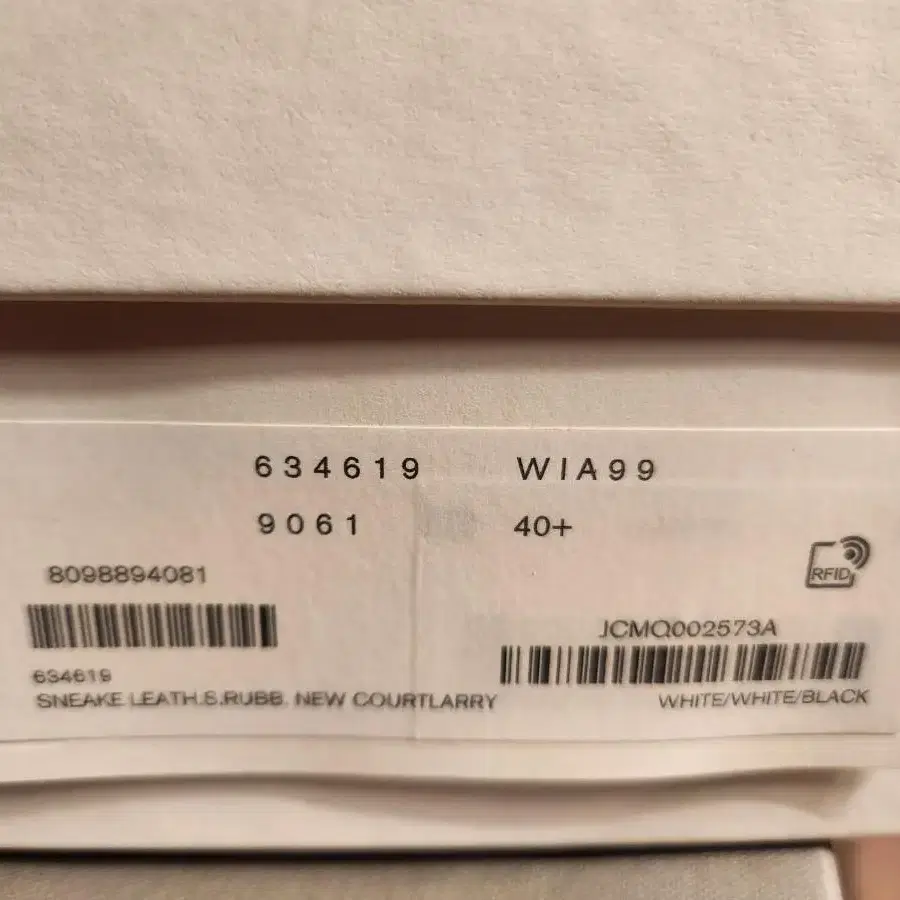 634619 WIA99
9061 40+
RFID
8098894081
JCMQ002573A
634619
SNEAKE LEATH.S.RUBB. NEW COURTLARRY
WHITE/WHITE/BLACK